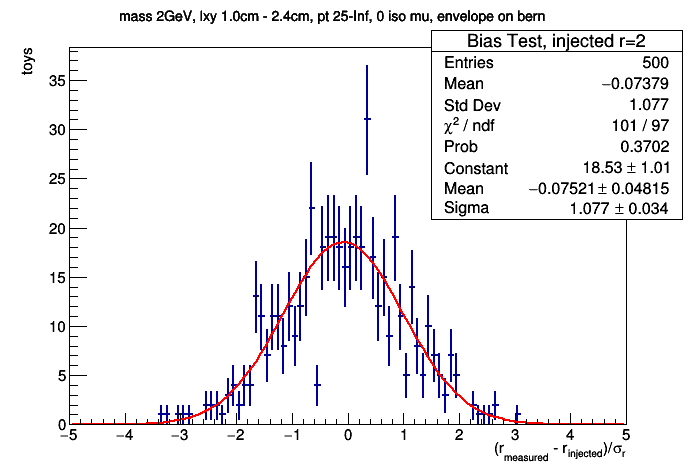 mass 2GeV, lxy 1.0cm - 2.4cm, pt 25-Inf, 0 iso mu, envelope on bern
Bias Test, injected r=2
Entries 500
Mean −0.07379
Std Dev 1.077
χ² / ndf 101 / 97
Prob 0.3702
Constant 18.53 ± 1.01
Mean −0.07521 ± 0.04815
Sigma 1.077 ± 0.034
toys
35
30
25
20
15
10
5
0
−5 −4 −3 −2 −1 0 1 2 3 4 5
(r_measured - r_injected)/σ_r